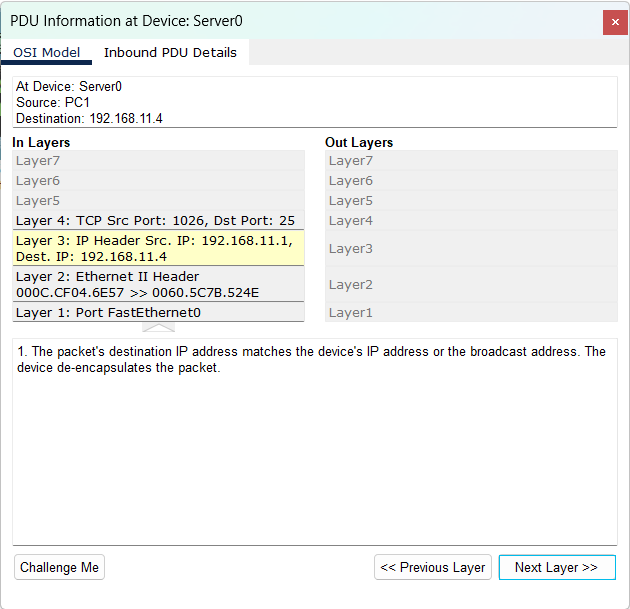 PDU Information at Device: Server0
OSI Model
Inbound PDU Details
At Device: Server0
Source: PC1
Destination: 192.168.11.4
In Layers
Layer7
Layer6
Layer5
Layer 4: TCP Src Port: 1026, Dst Port: 25
Layer 3: IP Header Src. IP: 192.168.11.1,
Dest. IP: 192.168.11.4
Layer 2: Ethernet II Header
000C.CF04.6E57 >> 0060.5C7B.524E
Layer 1: Port FastEthernet0
Out Layers
Layer7
Layer6
Layer5
Layer4
Layer3
Layer2
Layer1
1. The packet's destination IP address matches the device's IP address or the broadcast address. The
device de-encapsulates the packet.
Challenge Me
<< Previous Layer
Next Layer >>